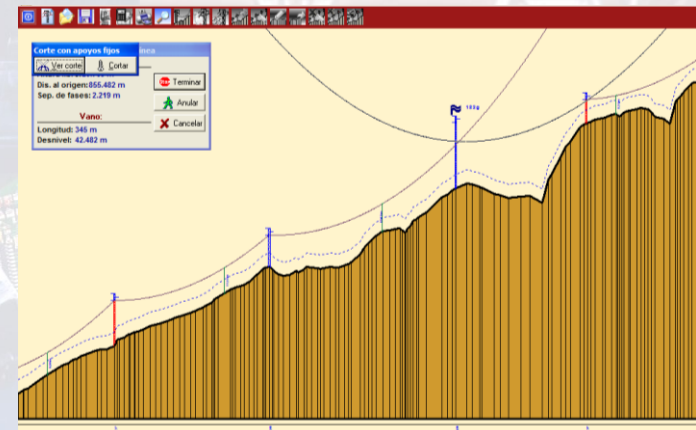 Corte con apoyos fijos
ínea
Ver corte
Cortar
Dis. al origen:855.482 m
Sep. de fases: 2.219 m
Vano:
Longitud: 345 m
Desnivel: 42.482 m
Terminar
Anular
Cancelar